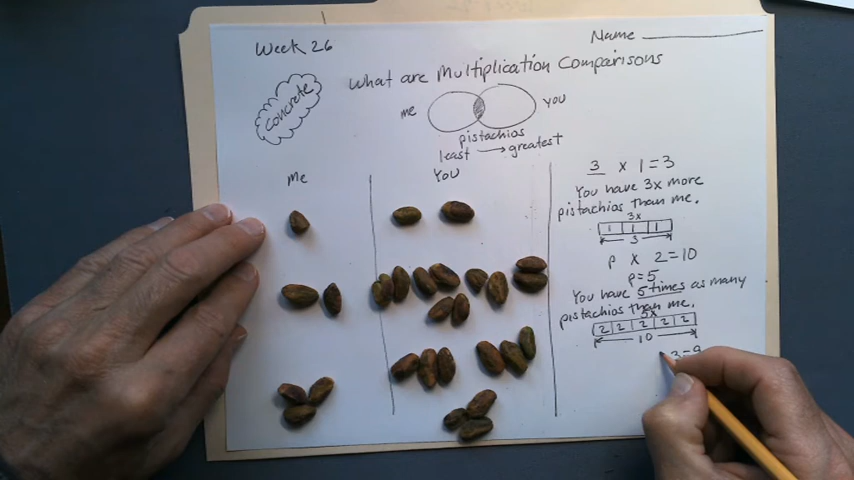 Week 26
Name
What are Multiplication Comparisons
concrete
me
YOU
pistachios
least → greatest
Me
YOU
3 x 1 = 3
You have 3x more
pistachios than me.
3x
1 1 1
3
p x 2 = 10
p = 5
You have 5 times as many
pistachios than me.
5x
2 2 2 2 2
10
3 = 9